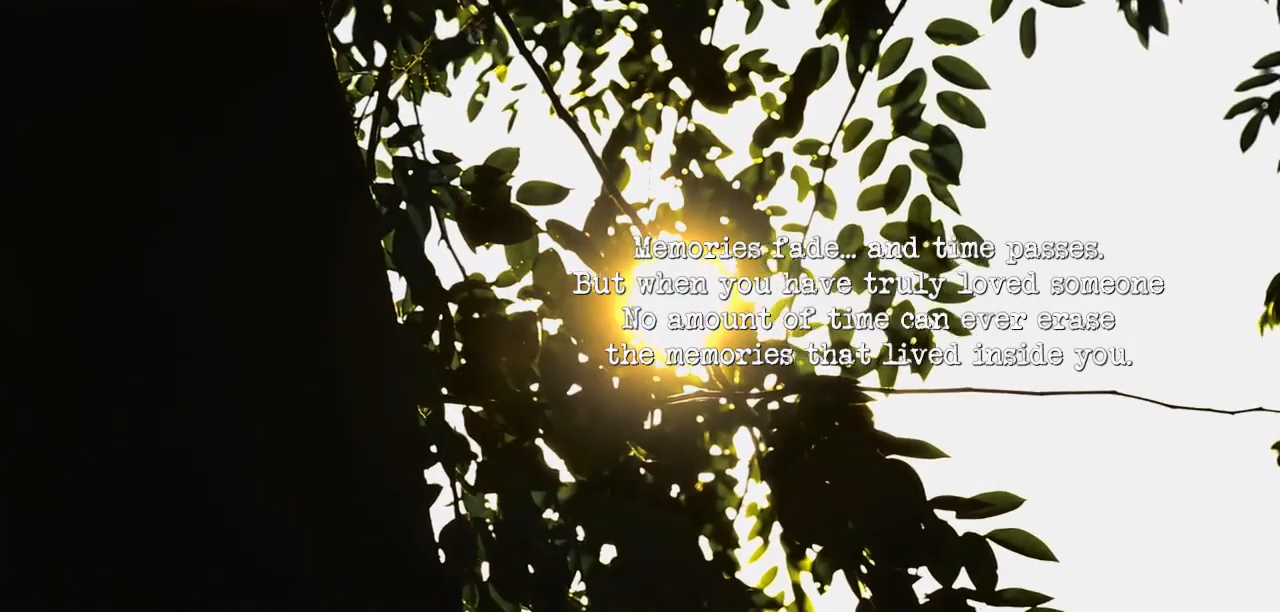 Memories fade... and time passes.
But when you have truly loved someone
No amount of time can ever erase
the memories that lived inside you.